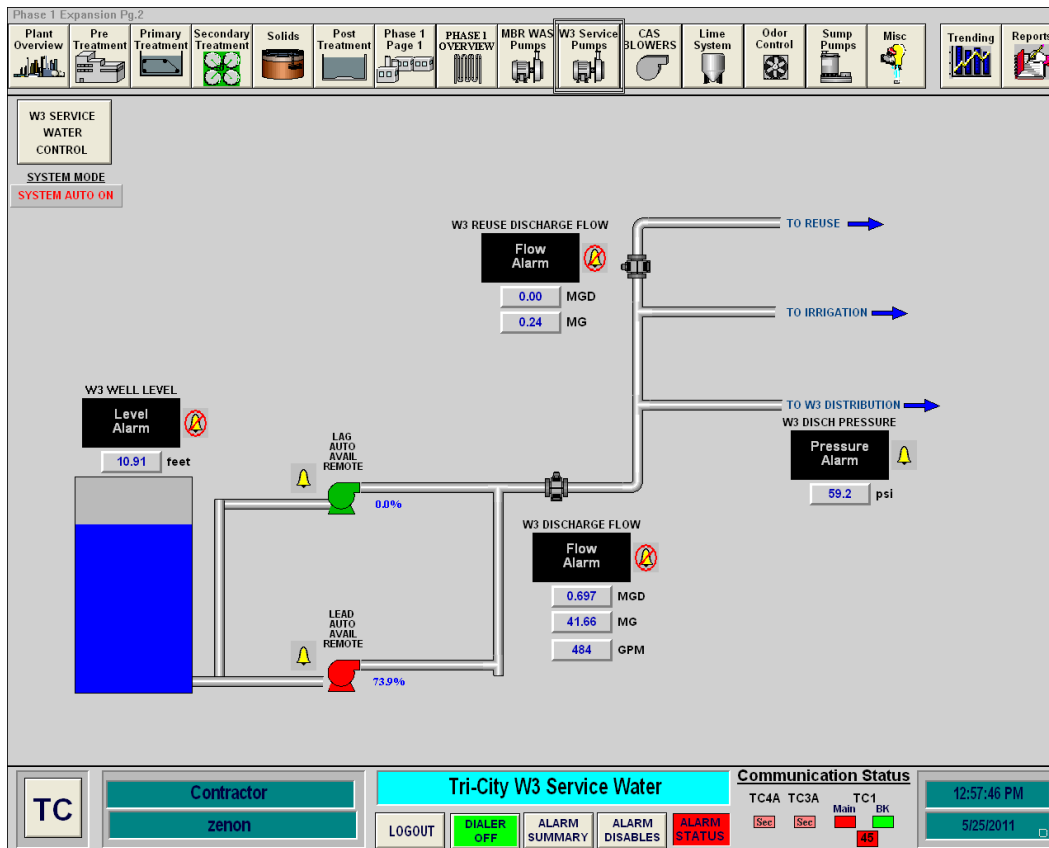 Phase 1 Expansion Pg.2
Plant
Overview
Pre
Treatment
Primary
Treatment
Secondary
Treatment
Solids
Post
Treatment
Phase 1
Page 1
PHASE 1
OVERVIEW
MBR WAS
Pumps
W3 Service
Pumps
CAS
BLOWERS
Lime
System
Odor
Control
Sump
Pumps
Misc
Trending
Reports
W3 SERVICE
WATER
CONTROL
SYSTEM MODE
SYSTEM AUTO ON
W3 REUSE DISCHARGE FLOW
Flow
Alarm
0.00 MGD
0.24 MG
TO REUSE
TO IRRIGATION
TO W3 DISTRIBUTION
W3 DISCH PRESSURE
Pressure
Alarm
59.2 psi
W3 WELL LEVEL
Level
Alarm
10.91 feet
LAG
AUTO
AVAIL
REMOTE
0.0%
W3 DISCHARGE FLOW
Flow
Alarm
0.697 MGD
41.66 MG
484 GPM
LEAD
AUTO
AVAIL
REMOTE
73.9%
TC
Contractor
zenon
Tri-City W3 Service Water
LOGOUT
DIALER
OFF
ALARM
SUMMARY
ALARM
DISABLES
ALARM
STATUS
Communication Status
TC4A TC3A TC1
Main BK
Sec Sec
45
12:57:46 PM
5/25/2011